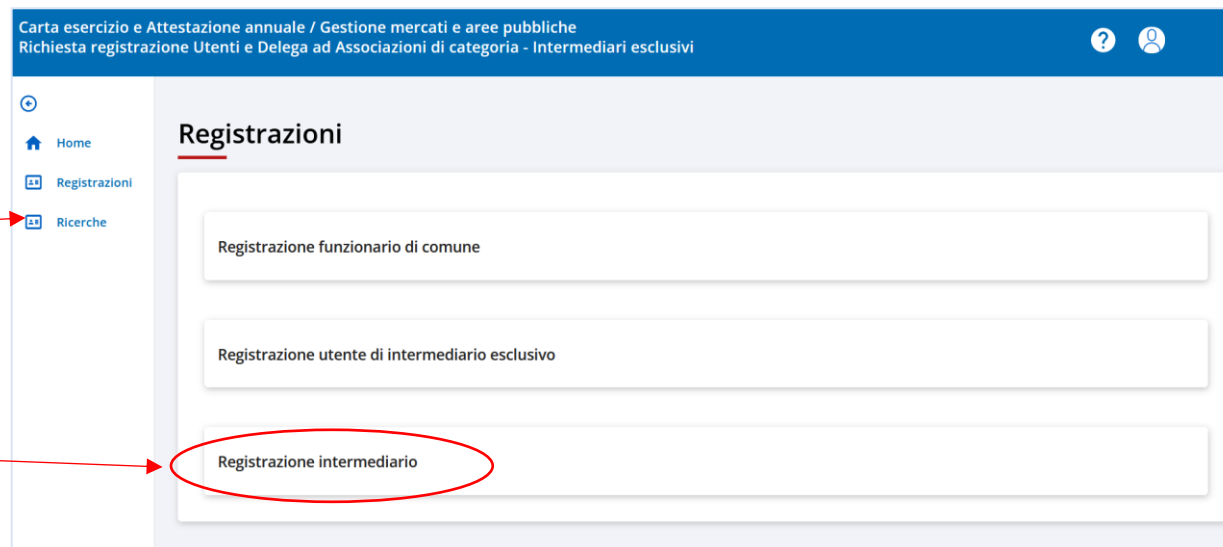 Carta esercizio e Attestazione annuale / Gestione mercati e aree pubbliche
Richiesta registrazione Utenti e Delega ad Associazioni di categoria - Intermediari esclusivi
?
Home
Registrazioni
Ricerche
Registrazioni
Registrazione funzionario di comune
Registrazione utente di intermediario esclusivo
Registrazione intermediario